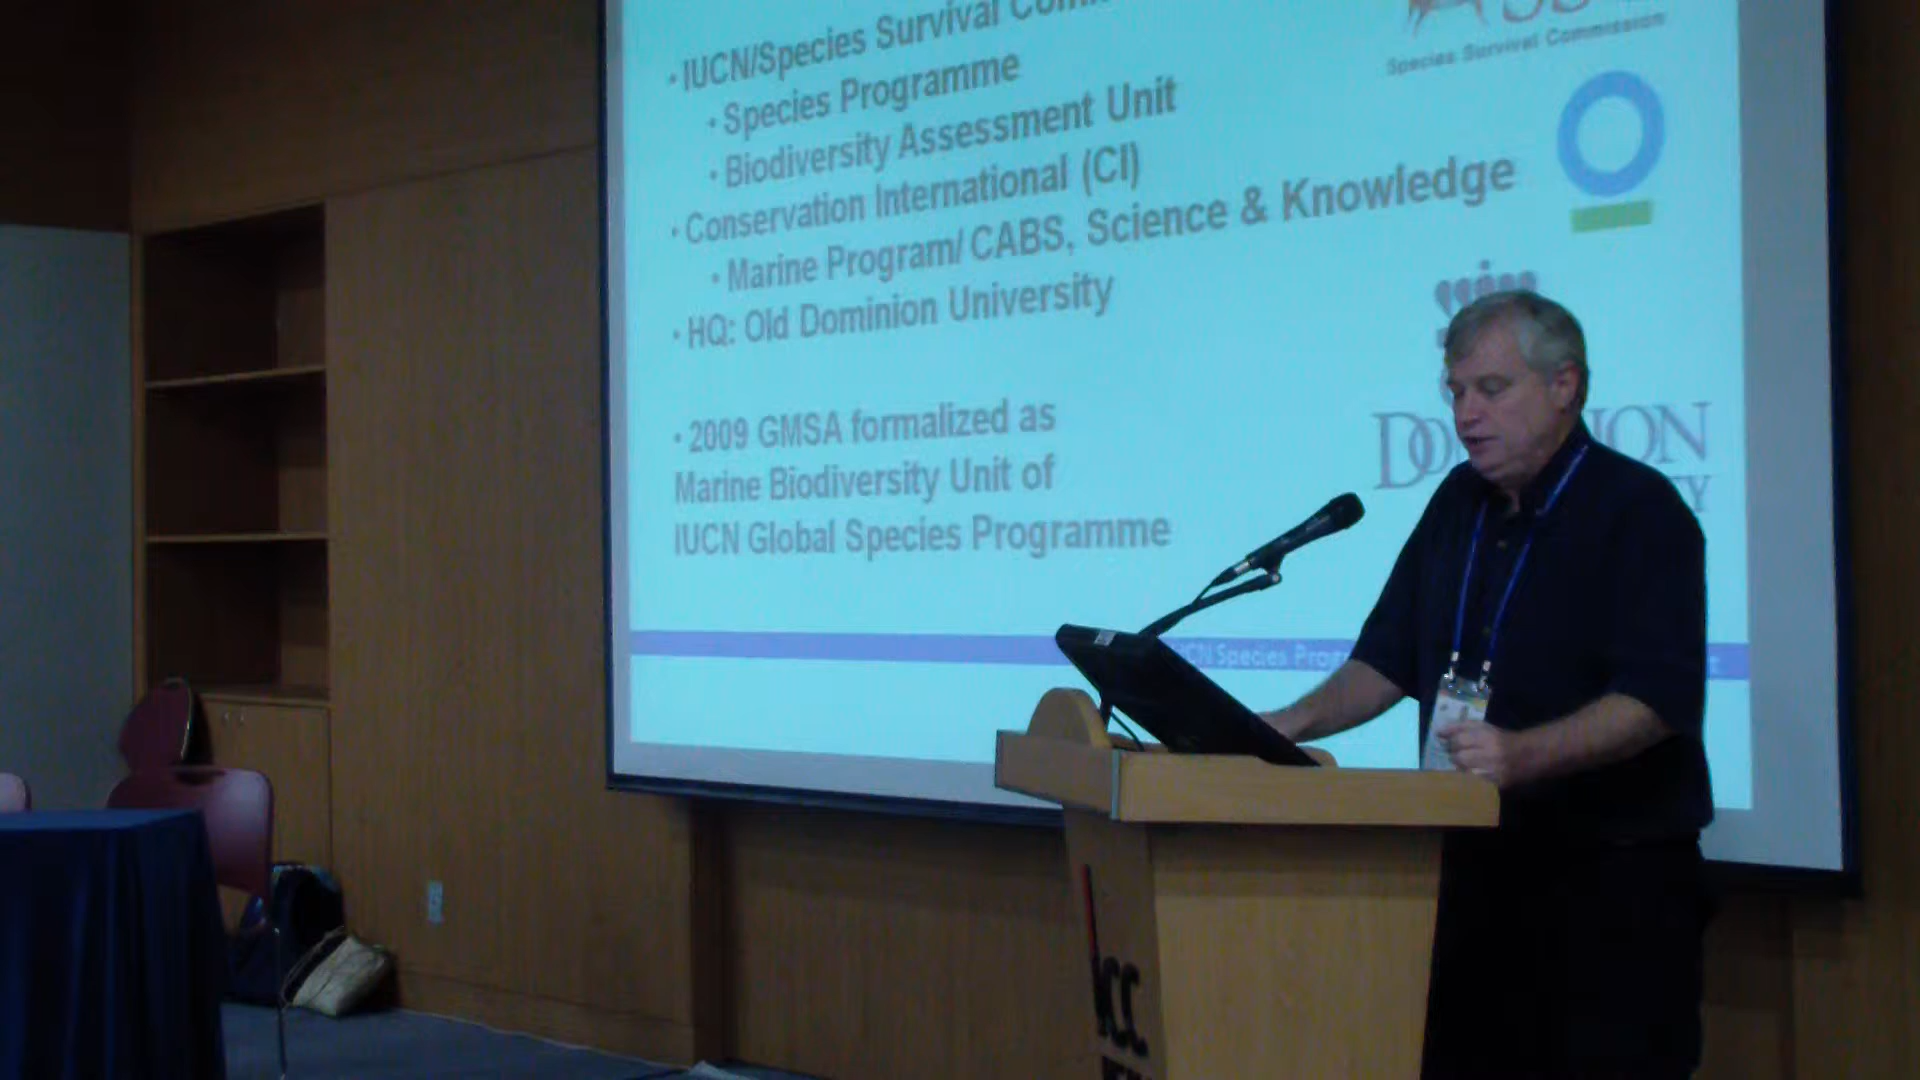 • IUCN/Species Survival
• Species Programme
• Biodiversity Assessment Unit
• Conservation International (CI)
• Marine Program/ CABS, Science & Knowledge
• HQ: Old Dominion University
• 2009 GMSA formalized as
Marine Biodiversity Unit of
IUCN Global Species Programme
Species Survival Commission
IUCN Species
ICC